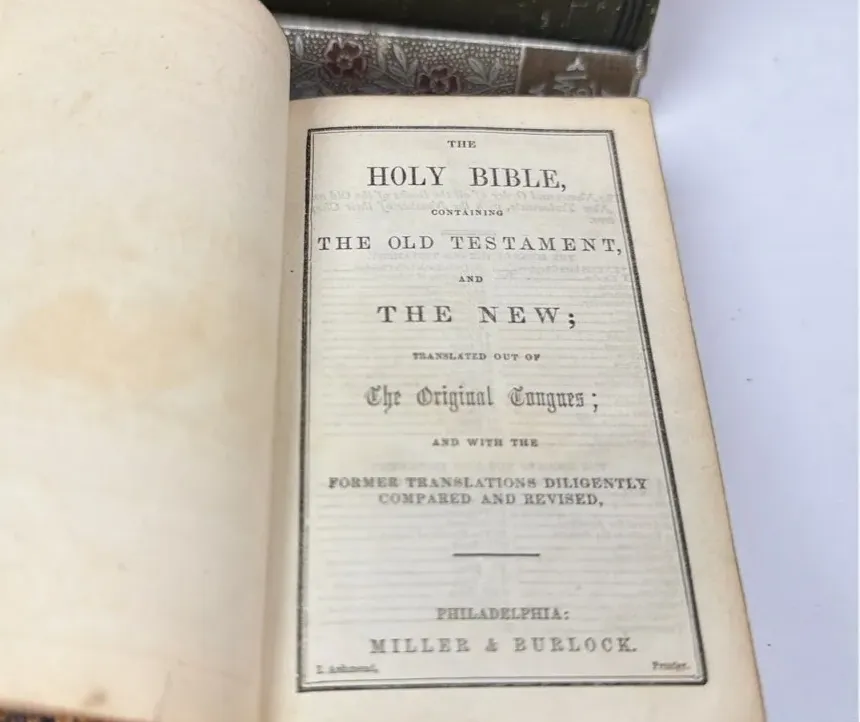 THE
HOLY BIBLE,
CONTAINING
THE OLD TESTAMENT,
AND
THE NEW;
TRANSLATED OUT OF
The Original Tongues;
AND WITH THE
FORMER TRANSLATIONS DILIGENTLY
COMPARED AND REVISED,
PHILADELPHIA:
MILLER & BURLOCK.
Printer.